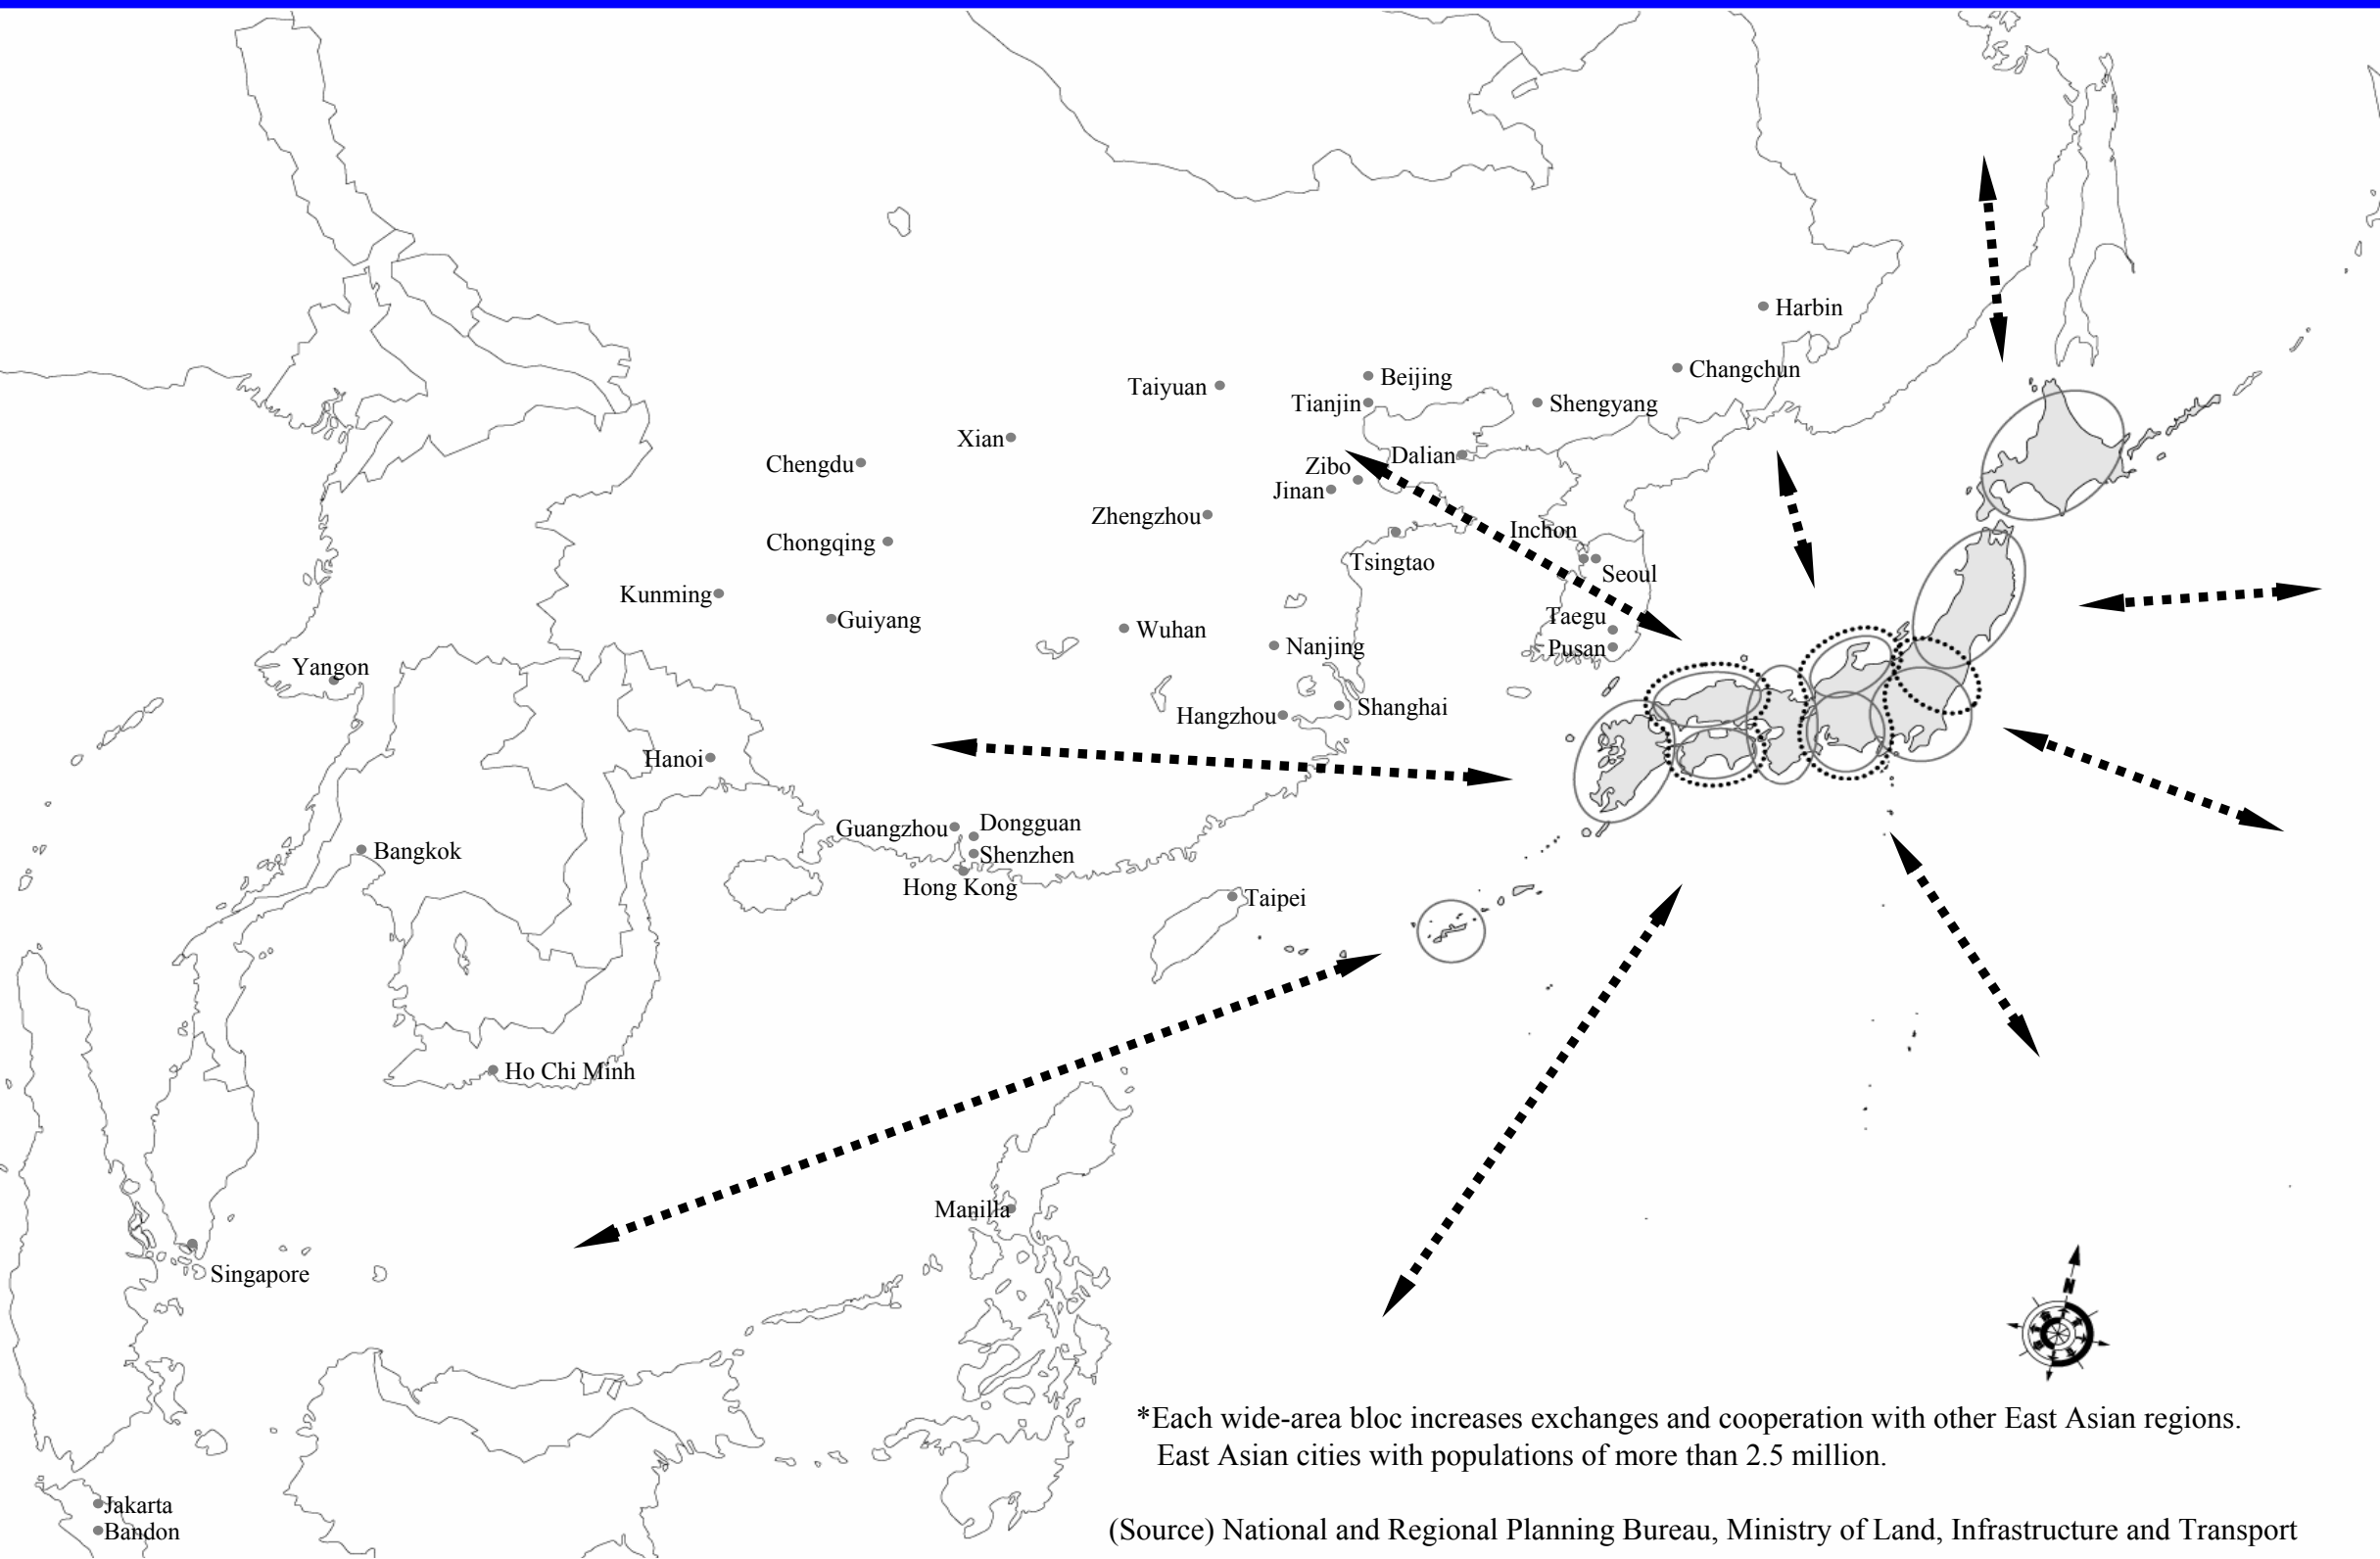 Harbin
Changchun
Beijing
Taiyuan
Tianjin
Shengyang
Xian
Dalian
Chengdu
Zibo
Jinan
Zhengzhou
Inchon
Chongqing
Tsingtao
Seoul
Kunming
Taegu
Guiyang
Wuhan
Nanjing
Pusan
Yangon
Shanghai
Hangzhou
Hanoi
Guangzhou
Dongguan
Bangkok
Shenzhen
Hong Kong
Taipei
Ho Chi Minh
Manilla
Singapore
N
*Each wide-area bloc increases exchanges and cooperation with other East Asian regions.
East Asian cities with populations of more than 2.5 million.
Jakarta
Bandon
(Source) National and Regional Planning Bureau, Ministry of Land, Infrastructure and Transport